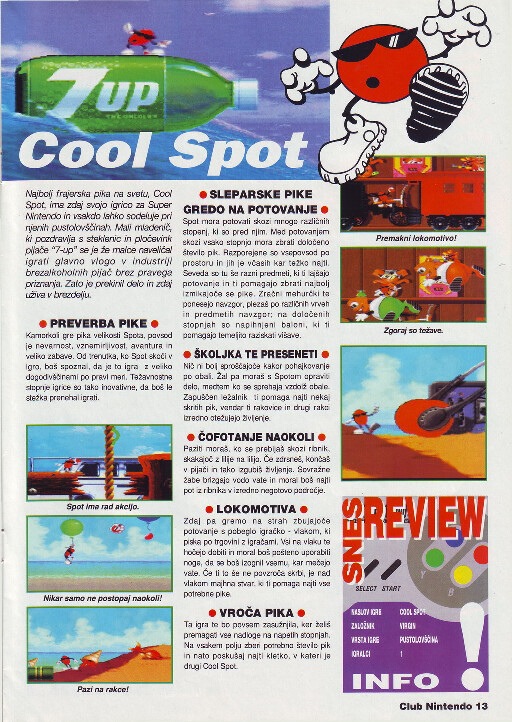 7UP
THE UNCOLA
Cool Spot
Najbolj frajerska pika na svetu, Cool
Spot, ima zdaj svojo igrico za Super
Nintendo in vsakdo lahko sodeluje pri
njenih pustolovščinah. Mali mladenič,
ki pozdravlja s steklenic in pločevink
pijače "7-up" se je že malce naveličal
igrati glavno vlogo v industriji
brezalkoholnih pijač brez pravega
priznanja. Zato je prekinil delo in zdaj
uživa v brezdelju.
● PREVERBA PIKE ●
Kamorkoli gre pika velikosti Spota, povsod
je nevarnost, vznemirljivost, avantura in
veliko zabave. Od trenutka, ko Spot skoči v
igro, boš spoznal, da je to igra z veliko
dogodivščinami po pravi meri. Težavnostne
stopnje igrice so tako inovativne, da boš le
stežka prenehal igrati.
Spot ima rad akcijo.
Nikar samo ne postopaj naokoli!
Pazi na rakce!
● SLEPARSKE PIKE
GREDO NA POTOVANJE ●
Spot mora potovati skozi mnogo različnih
stopenj, ki so pred njim. Med potovanjem
skozi vsako stopnjo mora zbrati določeno
število pik. Razporejene so vsepovsod po
prostoru in jih je včasih kar težko najti.
Seveda so tu še razni predmeti, ki ti lajšajo
potovanje in ti pomagajo zbrati najbolj
izmikajoče se pike. Zračni mehurčki te
ponesejo navzgor, plezaš po različnih vrveh
in predmetih navzgor; na določenih
stopnjah so napihnjeni baloni, ki ti
pomagajo temeljito raziskati višave.
● ŠKOLJKA TE PRESENETI ●
Nič ni bolj sproščajoče kakor pohajkovanje
po obali. Žal pa moraš s Spotom opraviti
delo, medtem ko se sprehaja vzdolž obale.
Zapuščen ležalnik ti pomaga najti nekaj
skritih pik, vendar ti rakovice in drugi raki
izredno otežujejo življenje.
● ČOFOTANJE NAOKOLI ●
Paziti moraš, ko se prebijaš skozi ribnik,
skakajoč z lilije na lilijo. Če zdrsneš, končaš
v pijači in tako izgubiš življenje. Sovražne
žabe brizgajo vodo vate in moral boš najti
pot iz ribnika v izredno negotovo področje.
● LOKOMOTIVA ●
Zdaj pa gremo na strah zbujajoče
potovanje s pobeglo igračko - vlakom, ki
piska po trgovini z igračami. Vsi na vlaku te
hočejo dobiti in moral boš pošteno uporabiti
noge, da se boš izognil vsemu, kar mečejo
vate. Če ti to še ne povzroča skrbi, je nad
vlakom majhna stvar, ki ti pomaga najti vse
potrebne pike.
● VROČA PIKA ●
Ta igra te bo povsem zasužnjila, ker želiš
premagati vse nadloge na napetih stopnjah.
Na vsakem polju zberi potrebno število pik
in nato poskušaj najti kletko, v kateri je
drugi Cool Spot.
Premakni lokomotivo!
Zgoraj so težave.
SNES
REVIEW
SELECT START
Y
B
NASLOV IGRE COOL SPOT
ZALOŽNIK VIRGIN
VRSTA IGRE PUSTOLOVŠČINA
IGRALCI 1
INFO !
Club Nintendo 13